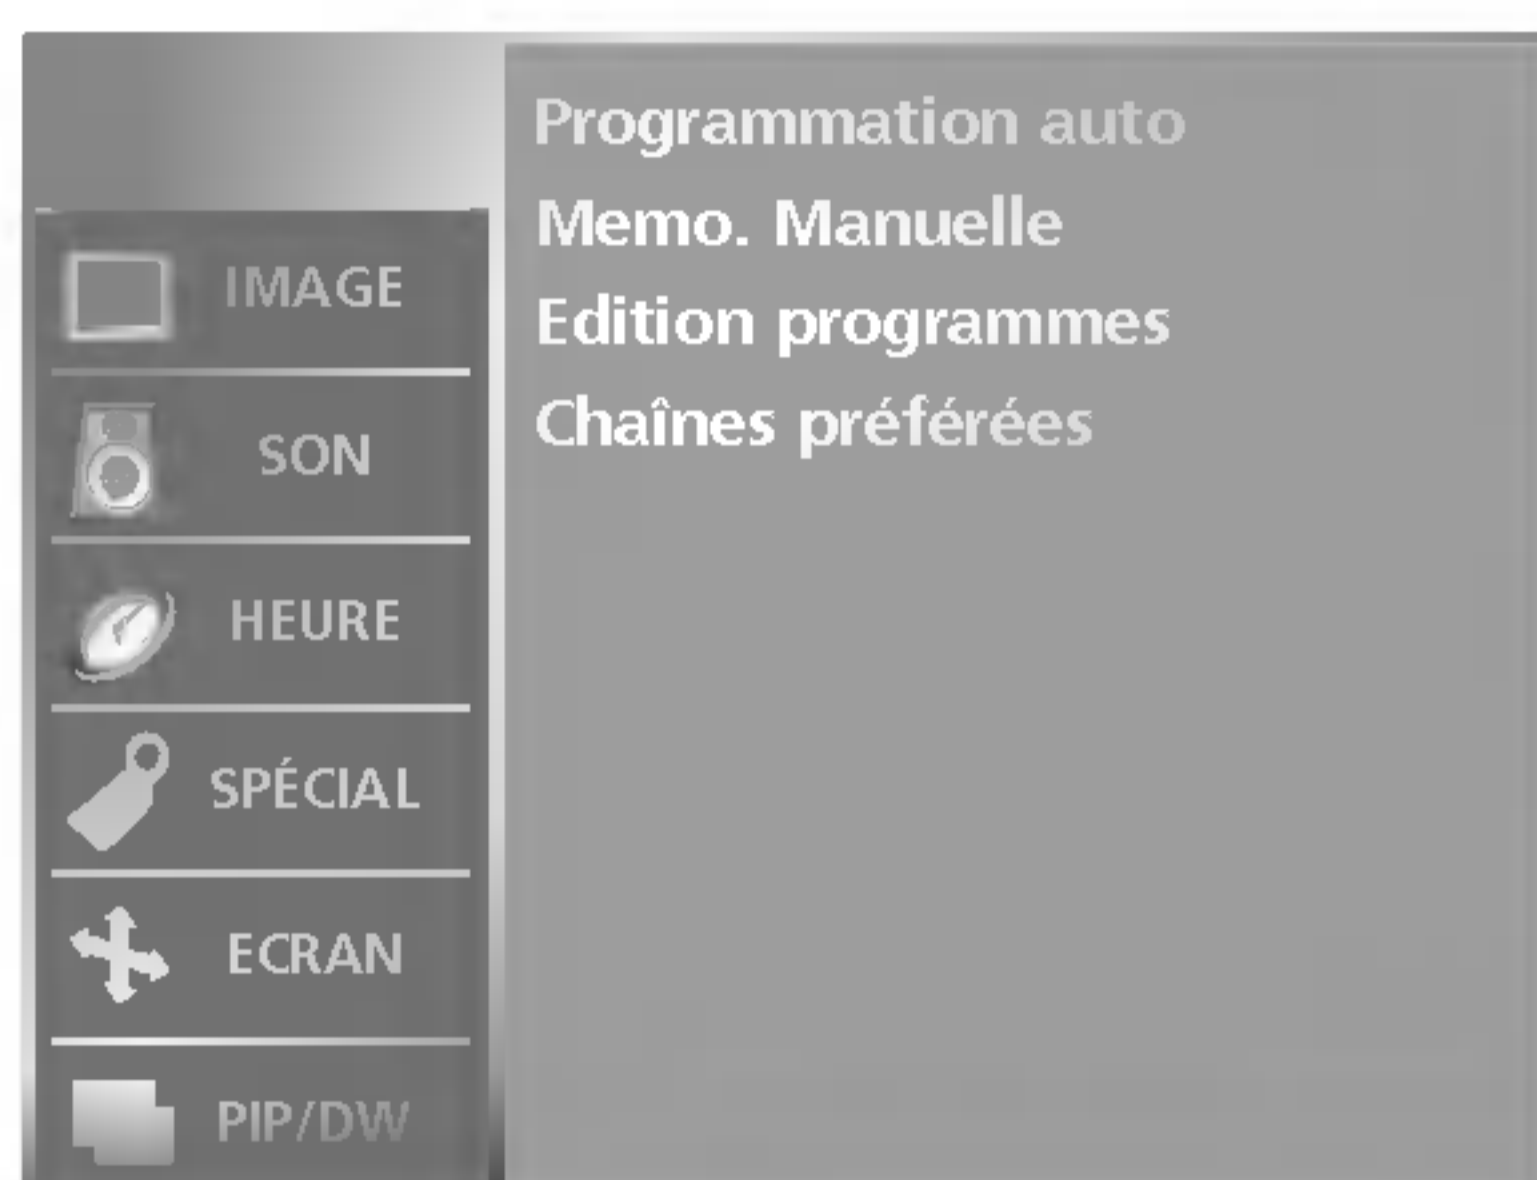 Programmation auto
Memo. Manuelle
Edition programmes
Chaînes préférées
IMAGE
SON
HEURE
SPÉCIAL
ECRAN
PIP/DW